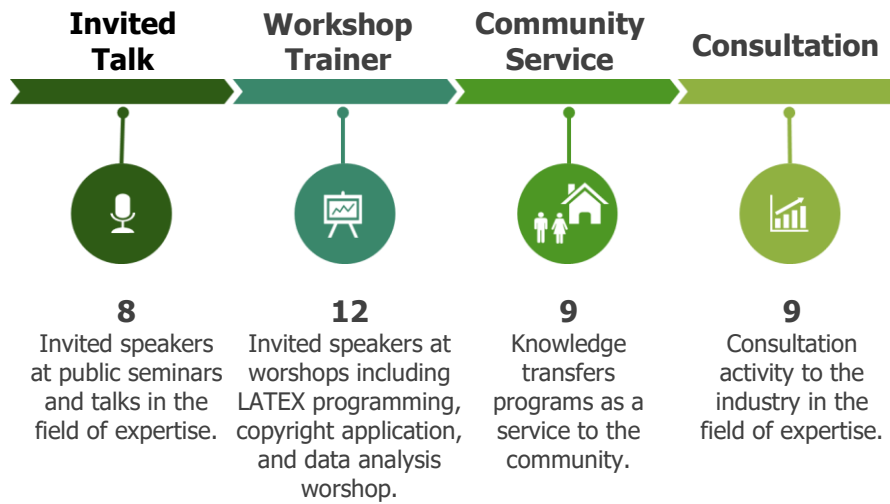 Invited
Talk
Workshop
Trainer
Community
Service
Consultation
8
Invited speakers
at public seminars
and talks in the
field of expertise.
12
Invited speakers at
worshops including
LATEX programming,
copyright application,
and data analysis
worshop.
9
Knowledge
transfers
programs as a
service to the
community.
9
Consultation
activity to the
industry in the
field of expertise.